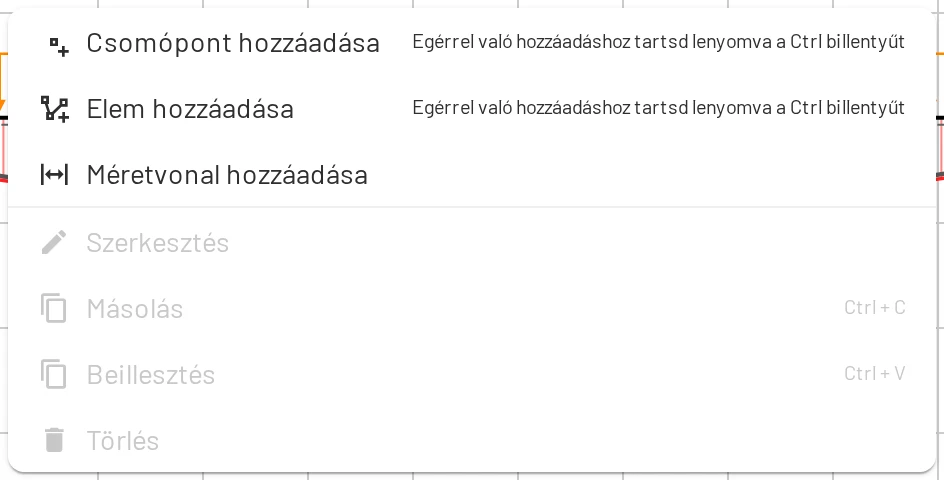 Csomópont hozzáadása Egérrel való hozzáadáshoz tartsd lenyomva a Ctrl billentyűt
Elem hozzáadása Egérrel való hozzáadáshoz tartsd lenyomva a Ctrl billentyűt
Méretvonal hozzáadása
Szerkesztés
Másolás Ctrl + C
Beillesztés Ctrl + V
Törlés